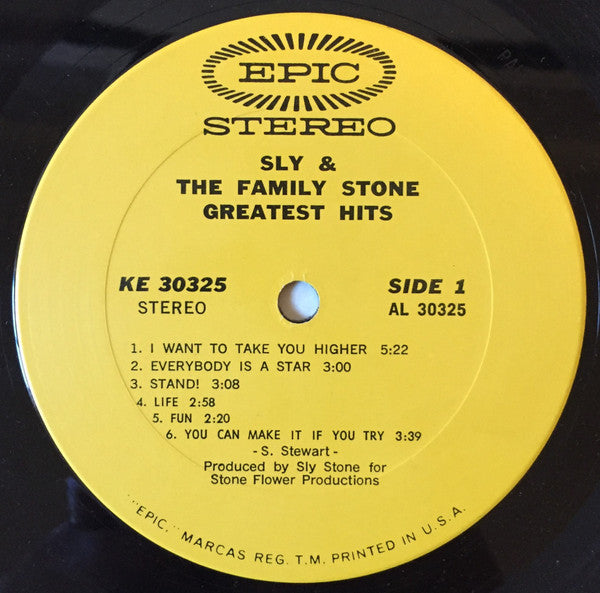 EPIC
STEREO
SLY &
THE FAMILY STONE
GREATEST HITS
KE 30325
STEREO
SIDE 1
AL 30325
1. I WANT TO TAKE YOU HIGHER 5:22
2. EVERYBODY IS A STAR 3:00
3. STAND! 3:08
4. LIFE 2:58
5. FUN 2:20
6. YOU CAN MAKE IT IF YOU TRY 3:39
- S. Stewart -
Produced by Sly Stone for
Stone Flower Productions
"EPIC," MARCAS REG. T.M. PRINTED IN U.S.A.